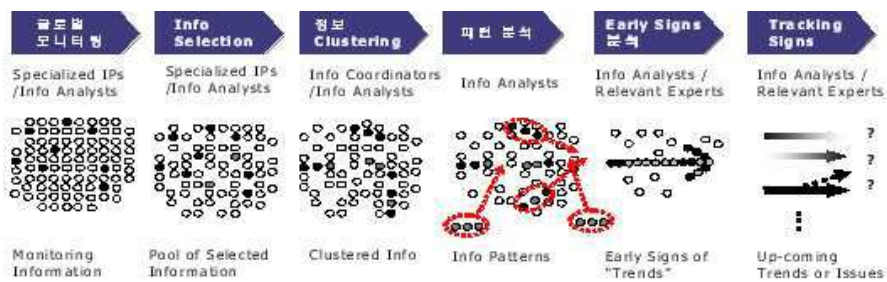 글로벌
모니터링
Info
Selection
정보
Clustering
패턴 분석
Early Signs
분석
Tracking
Signs
Specialized IPs
/Info Analysts
Specialized IPs
/Info Analysts
Info Coordinators
/Info Analysts
Info Analysts
Info Analysts /
Relevant Experts
Info Analysts /
Relevant Experts
?
?
?
Monitoring
Information
Pool of Selected
Information
Clustered Info
Info Patterns
Early Signs of
"Trends"
Up-coming
Trends or Issues